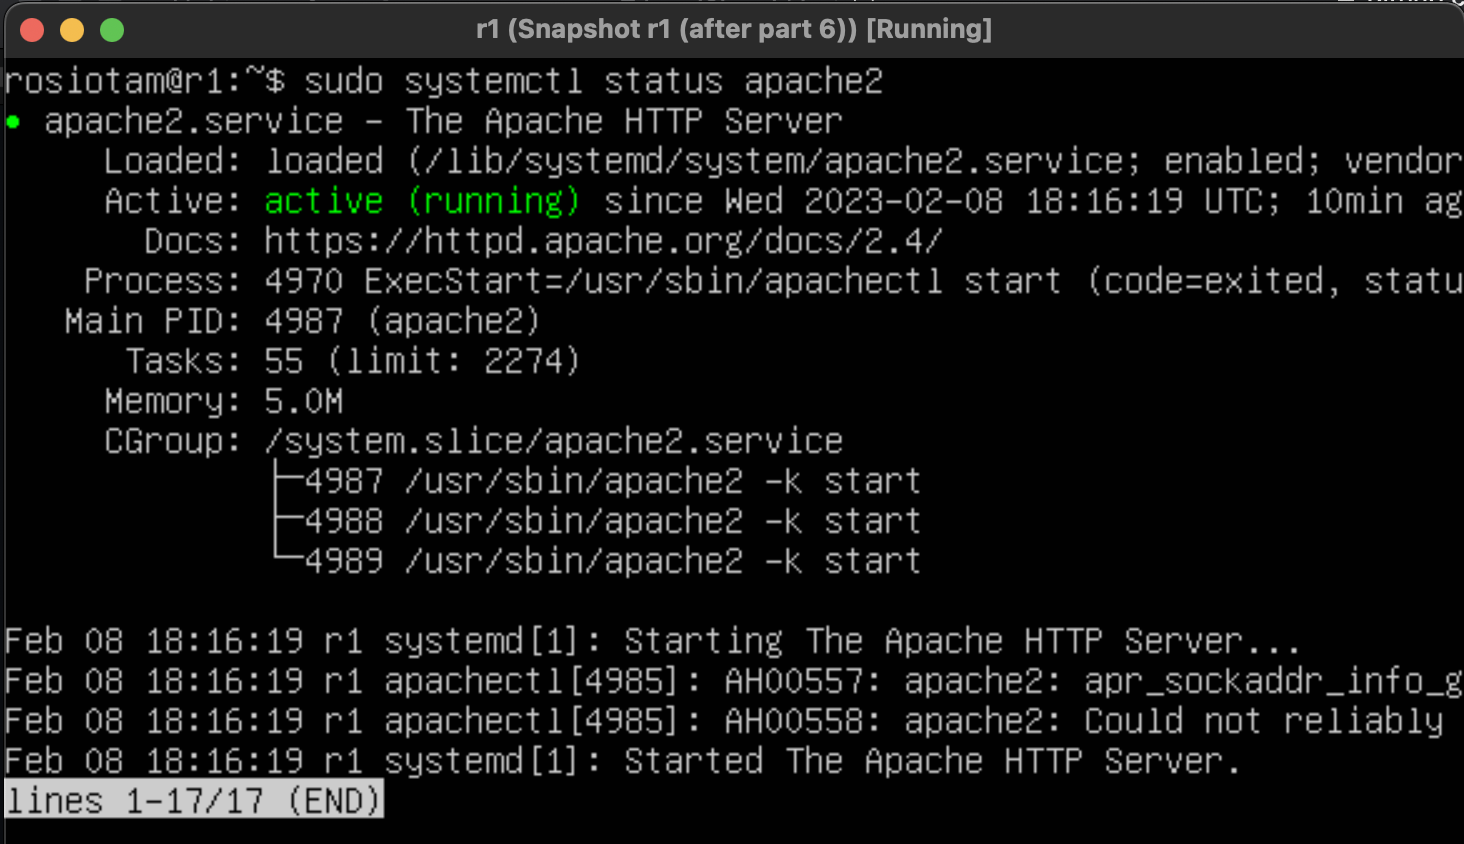 r1 (Snapshot r1 (after part 6)) [Running]
rosiotam@r1:~$ sudo systemctl status apache2
● apache2.service - The Apache HTTP Server
Loaded: loaded (/lib/systemd/system/apache2.service; enabled; vendor
Active: active (running) since Wed 2023-02-08 18:16:19 UTC; 10min ag
Docs: https://httpd.apache.org/docs/2.4/
Process: 4970 ExecStart=/usr/sbin/apachectl start (code=exited, statu
Main PID: 4987 (apache2)
Tasks: 55 (limit: 2274)
Memory: 5.0M
CGroup: /system.slice/apache2.service
├─4987 /usr/sbin/apache2 -k start
├─4988 /usr/sbin/apache2 -k start
└─4989 /usr/sbin/apache2 -k start
Feb 08 18:16:19 r1 systemd[1]: Starting The Apache HTTP Server...
Feb 08 18:16:19 r1 apachectl[4985]: AH00557: apache2: apr_sockaddr_info_g
Feb 08 18:16:19 r1 apachectl[4985]: AH00558: apache2: Could not reliably
Feb 08 18:16:19 r1 systemd[1]: Started The Apache HTTP Server.
lines 1-17/17 (END)